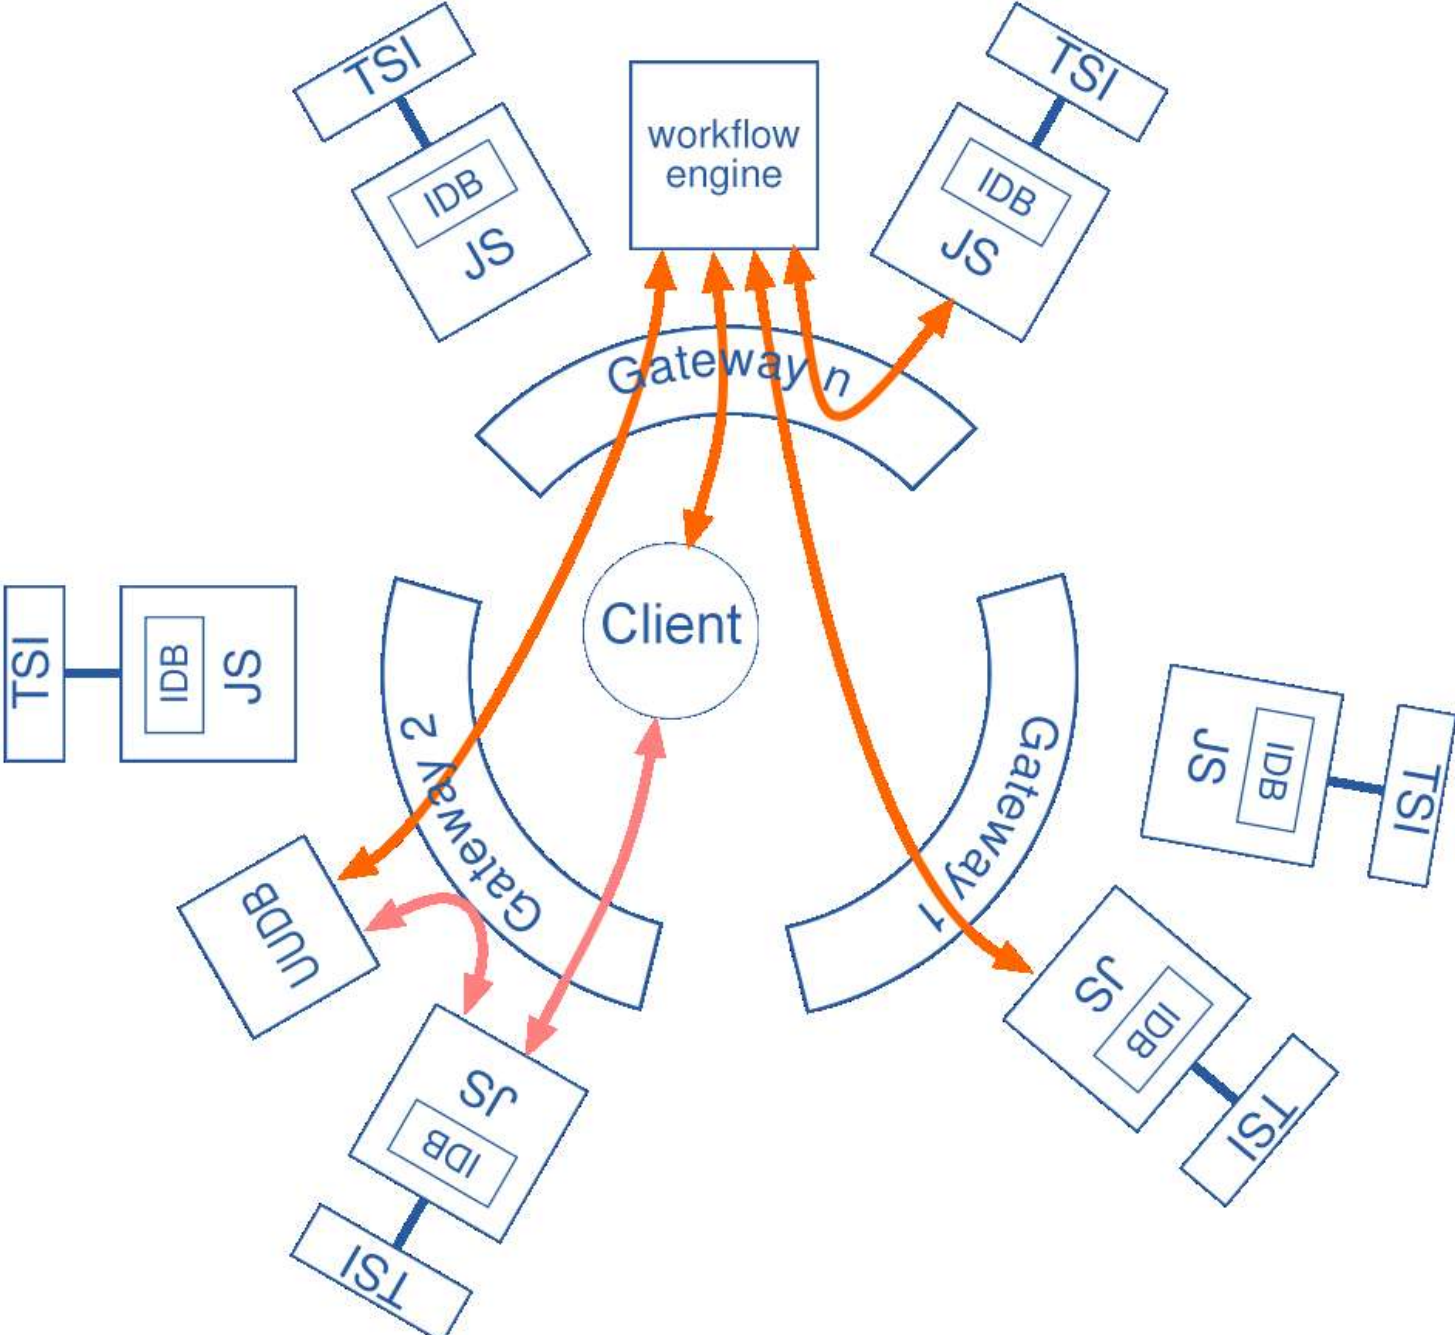 TSI
IDB
JS
workflow
engine
TSI
IDB
JS
Gateway n
Client
TSI
IDB
JS
Gateway 2
Gateway 1
JS
IDB
TSI
UUDB
JS
IDB
TSI
JS
IDB
TSI